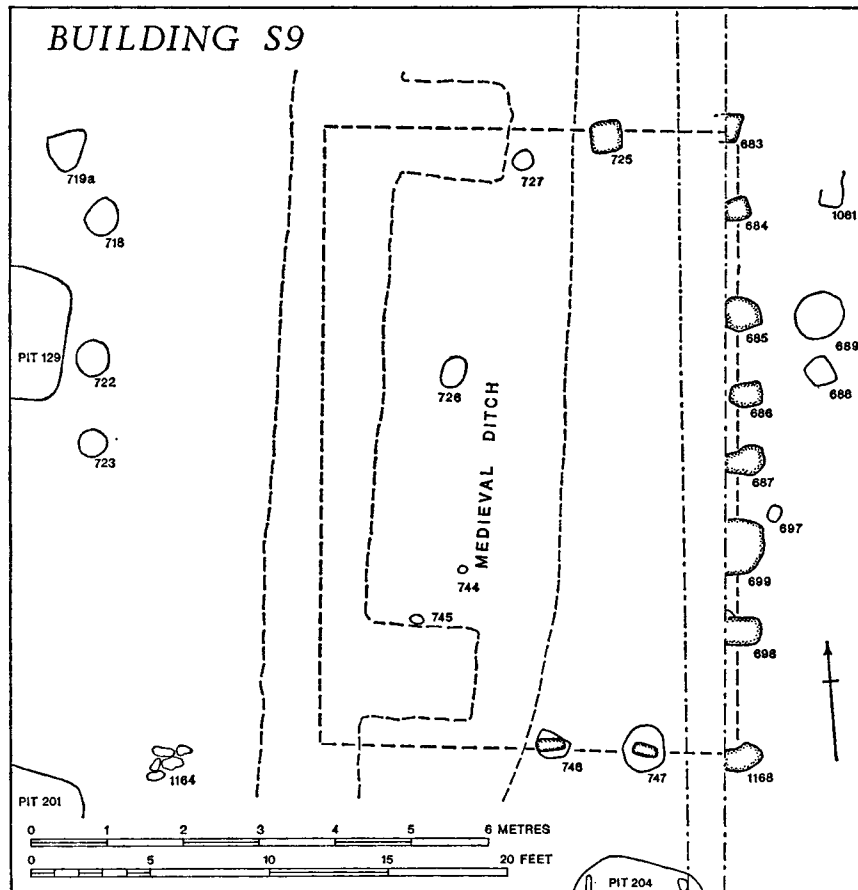 BUILDING S9
719a
718
727
725
683
684
1081
PIT 129
722
723
726
685
689
686
688
687
MEDIEVAL DITCH
697
699
744
745
698
746
747
1168
1164
PIT 201
0 1 2 3 4 5 6 METRES
0 5 10 15 20 FEET
PIT 204